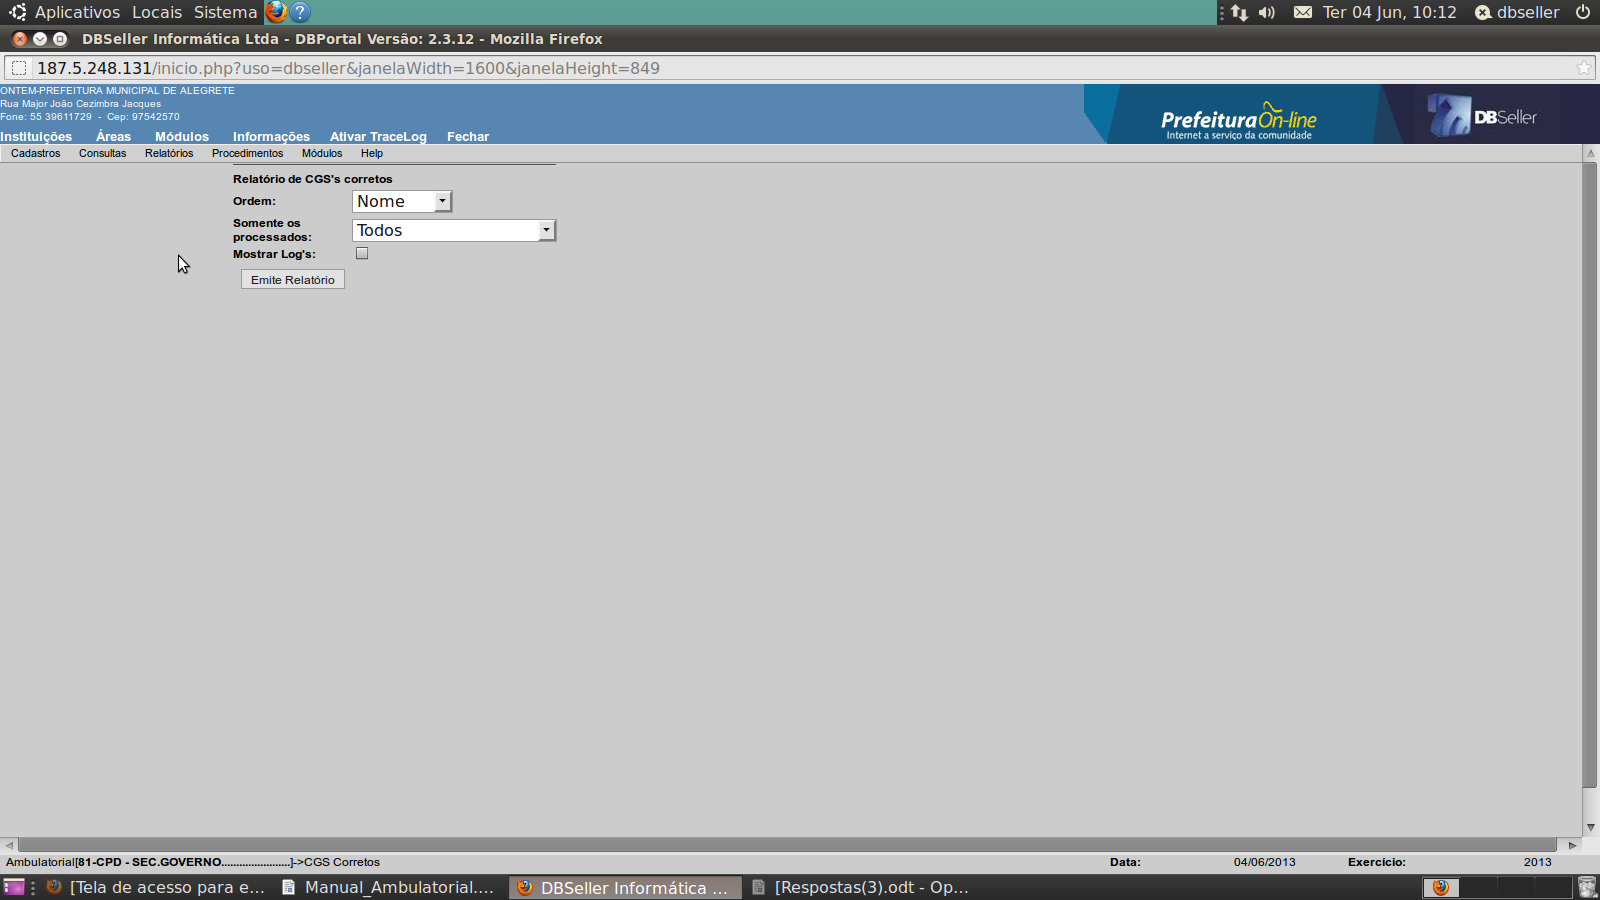 Aplicativos Locais Sistema
Ter 04 Jun, 10:12 dbseller
DBSeller Informática Ltda - DBPortal Versão: 2.3.12 - Mozilla Firefox
187.5.248.131/inicio.php?uso=dbseller&janelaWidth=1600&janelaHeight=849
ONTEM-PREFEITURA MUNICIPAL DE ALEGRETE
Rua Major João Cezimbra Jacques
Fone: 55 39611729 - Cep: 97542570
PrefeituraOn-line
Internet a serviço da comunidade
DBSeller
Instituições Áreas Módulos Informações Ativar TraceLog Fechar
Cadastros Consultas Relatórios Procedimentos Módulos Help
Relatório de CGS's corretos
Ordem: Nome
Somente os
processados: Todos
Mostrar Log's:
Emite Relatório
Ambulatorial[81-CPD - SEC.GOVERNO.......................]->CGS Corretos Data: 04/06/2013 Exercício: 2013
[Tela de acesso para e... Manual_Ambulatorial.... DBSeller Informática ... [Respostas(3).odt - Op...